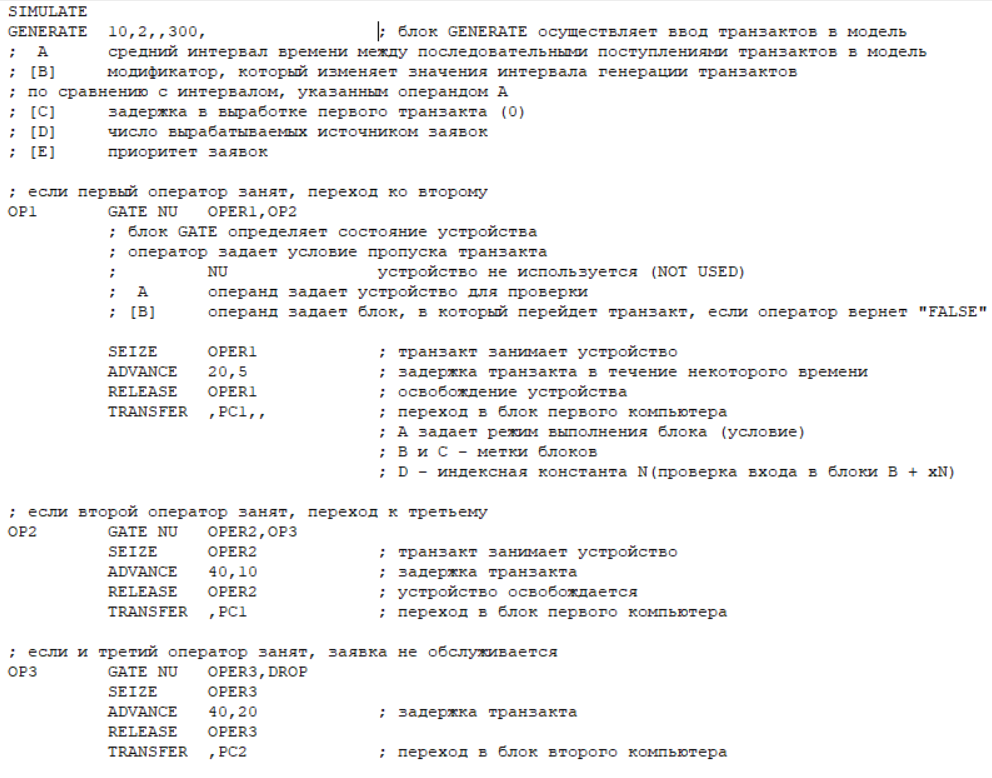 SIMULATE
GENERATE  10,2,,300,                 ; блок GENERATE осуществляет ввод транзактов в модель
;  A      средний интервал времени между последовательными поступлениями транзактов в модель
; [B]     модификатор, который изменяет значения интервала генерации транзактов
; по сравнению с интервалом, указанным операндом A
; [C]     задержка в выработке первого транзакта (0)
; [D]     число вырабатываемых источником заявок
; [E]     приоритет заявок
; если первый оператор занят, переход ко второму
OP1       GATE NU   OPER1,OP2
          ; блок GATE определяет состояние устройства
          ; оператор задает условие пропуска транзакта
          ;         NU               устройство не используется (NOT USED)
          ;  A      операнд задает устройство для проверки
          ; [B]     операнд задает блок, в который перейдет транзакт, если оператор вернет "FALSE"
          SEIZE     OPER1            ; транзакт занимает устройство
          ADVANCE   20,5             ; задержка транзакта в течение некоторого времени
          RELEASE   OPER1            ; освобождение устройства
          TRANSFER  ,PC1,,           ; переход в блок первого компьютера
                                     ; A задает режим выполнения блока (условие)
                                     ; B и C – метки блоков
                                     ; D – индексная константа N(проверка входа в блоки B + xN)
; если второй оператор занят, переход к третьему
OP2       GATE NU   OPER2,OP3
          SEIZE     OPER2            ; транзакт занимает устройство
          ADVANCE   40,10            ; задержка транзакта
          RELEASE   OPER2            ; устройство освобождается
          TRANSFER  ,PC1             ; переход в блок первого компьютера
; если и третий оператор занят, заявка не обслуживается
OP3       GATE NU   OPER3,DROP
          SEIZE     OPER3
          ADVANCE   40,20            ; задержка транзакта
          RELEASE   OPER3
          TRANSFER  ,PC2             ; переход в блок второго компьютера